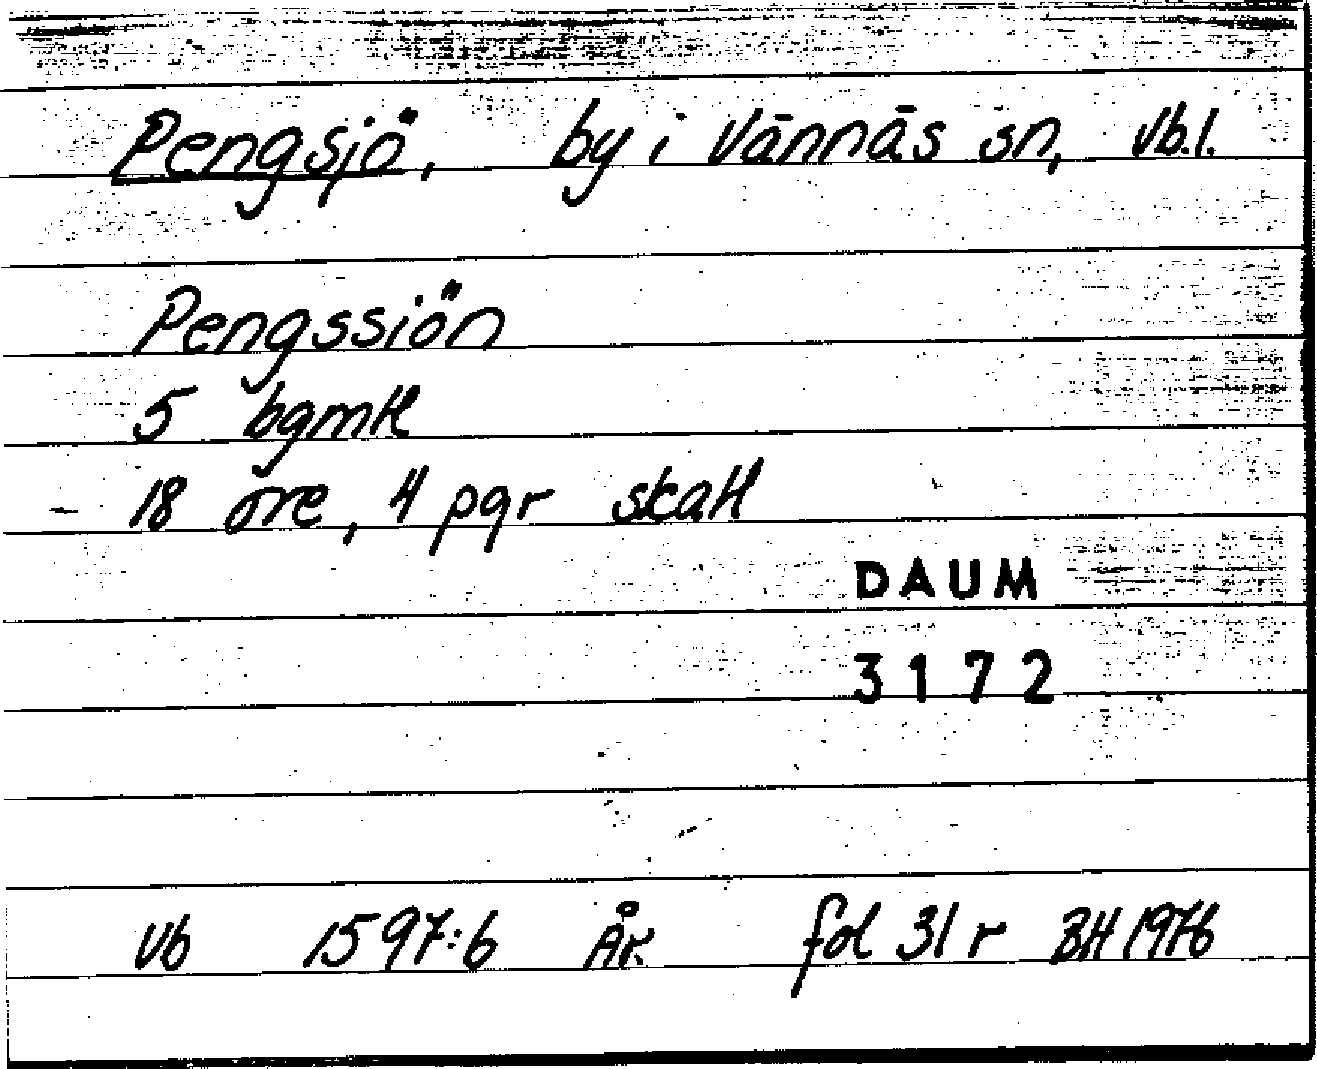 Pengsjö, by i Vännäs sn, Vb.l.
Pengssiön
5 bgmtl
- 18 öre, 4 pgr skatt
DAUM
3172
Vb 1597:6 ÅK fol 31 r BH 1976